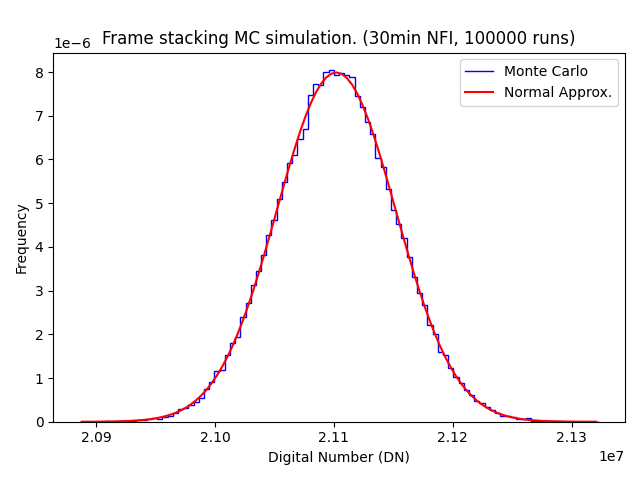 Frame stacking MC simulation. (30min NFI, 100000 runs)
1e−6
Monte Carlo
Normal Approx.
8
7
6
5
4
3
2
1
0
Frequency
2.09
2.10
2.11
2.12
2.13
1e7
Digital Number (DN)